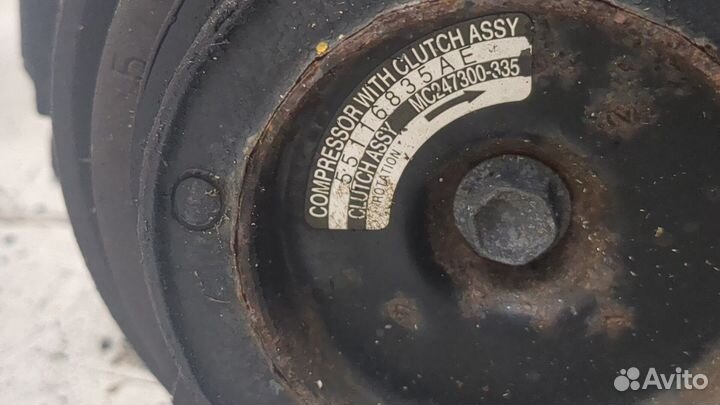 COMPRESSOR WITH CLUTCH ASSY
55116835AE
CLUTCH ASSY MC247300-335
ROTATION
Avito